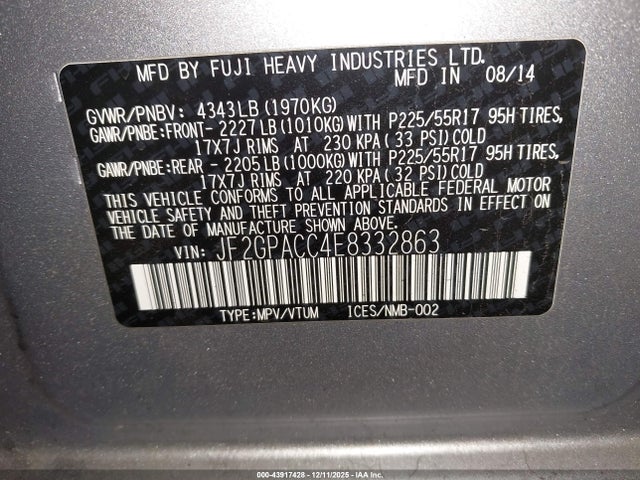 MFD BY FUJI HEAVY INDUSTRIES LTD.
MFD IN 08/14
GVWR/PNBV: 4343LB(1970KG)
GAWR/PNBE:FRONT- 2227LB(1010KG)WITH P225/55R17 95H TIRES,
17X7J RIMS AT 230 KPA(33 PSI)COLD
GAWR/PNBE:REAR - 2205LB(1000KG)WITH P225/55R17 95H TIRES,
17X7J RIMS AT 220 KPA(32 PSI)COLD
THIS VEHICLE CONFORMS TO ALL APPLICABLE FEDERAL MOTOR
VEHICLE SAFETY AND THEFT PREVENTION STANDARDS IN EFFECT ON
THE DATE OF MANUFACTURE SHOWN ABOVE.
VIN: JF2GPACC4E8332863
TYPE:MPV/VTUM ICES/NMB-002
000-43917428 - 12/11/2025 - IAA Inc.